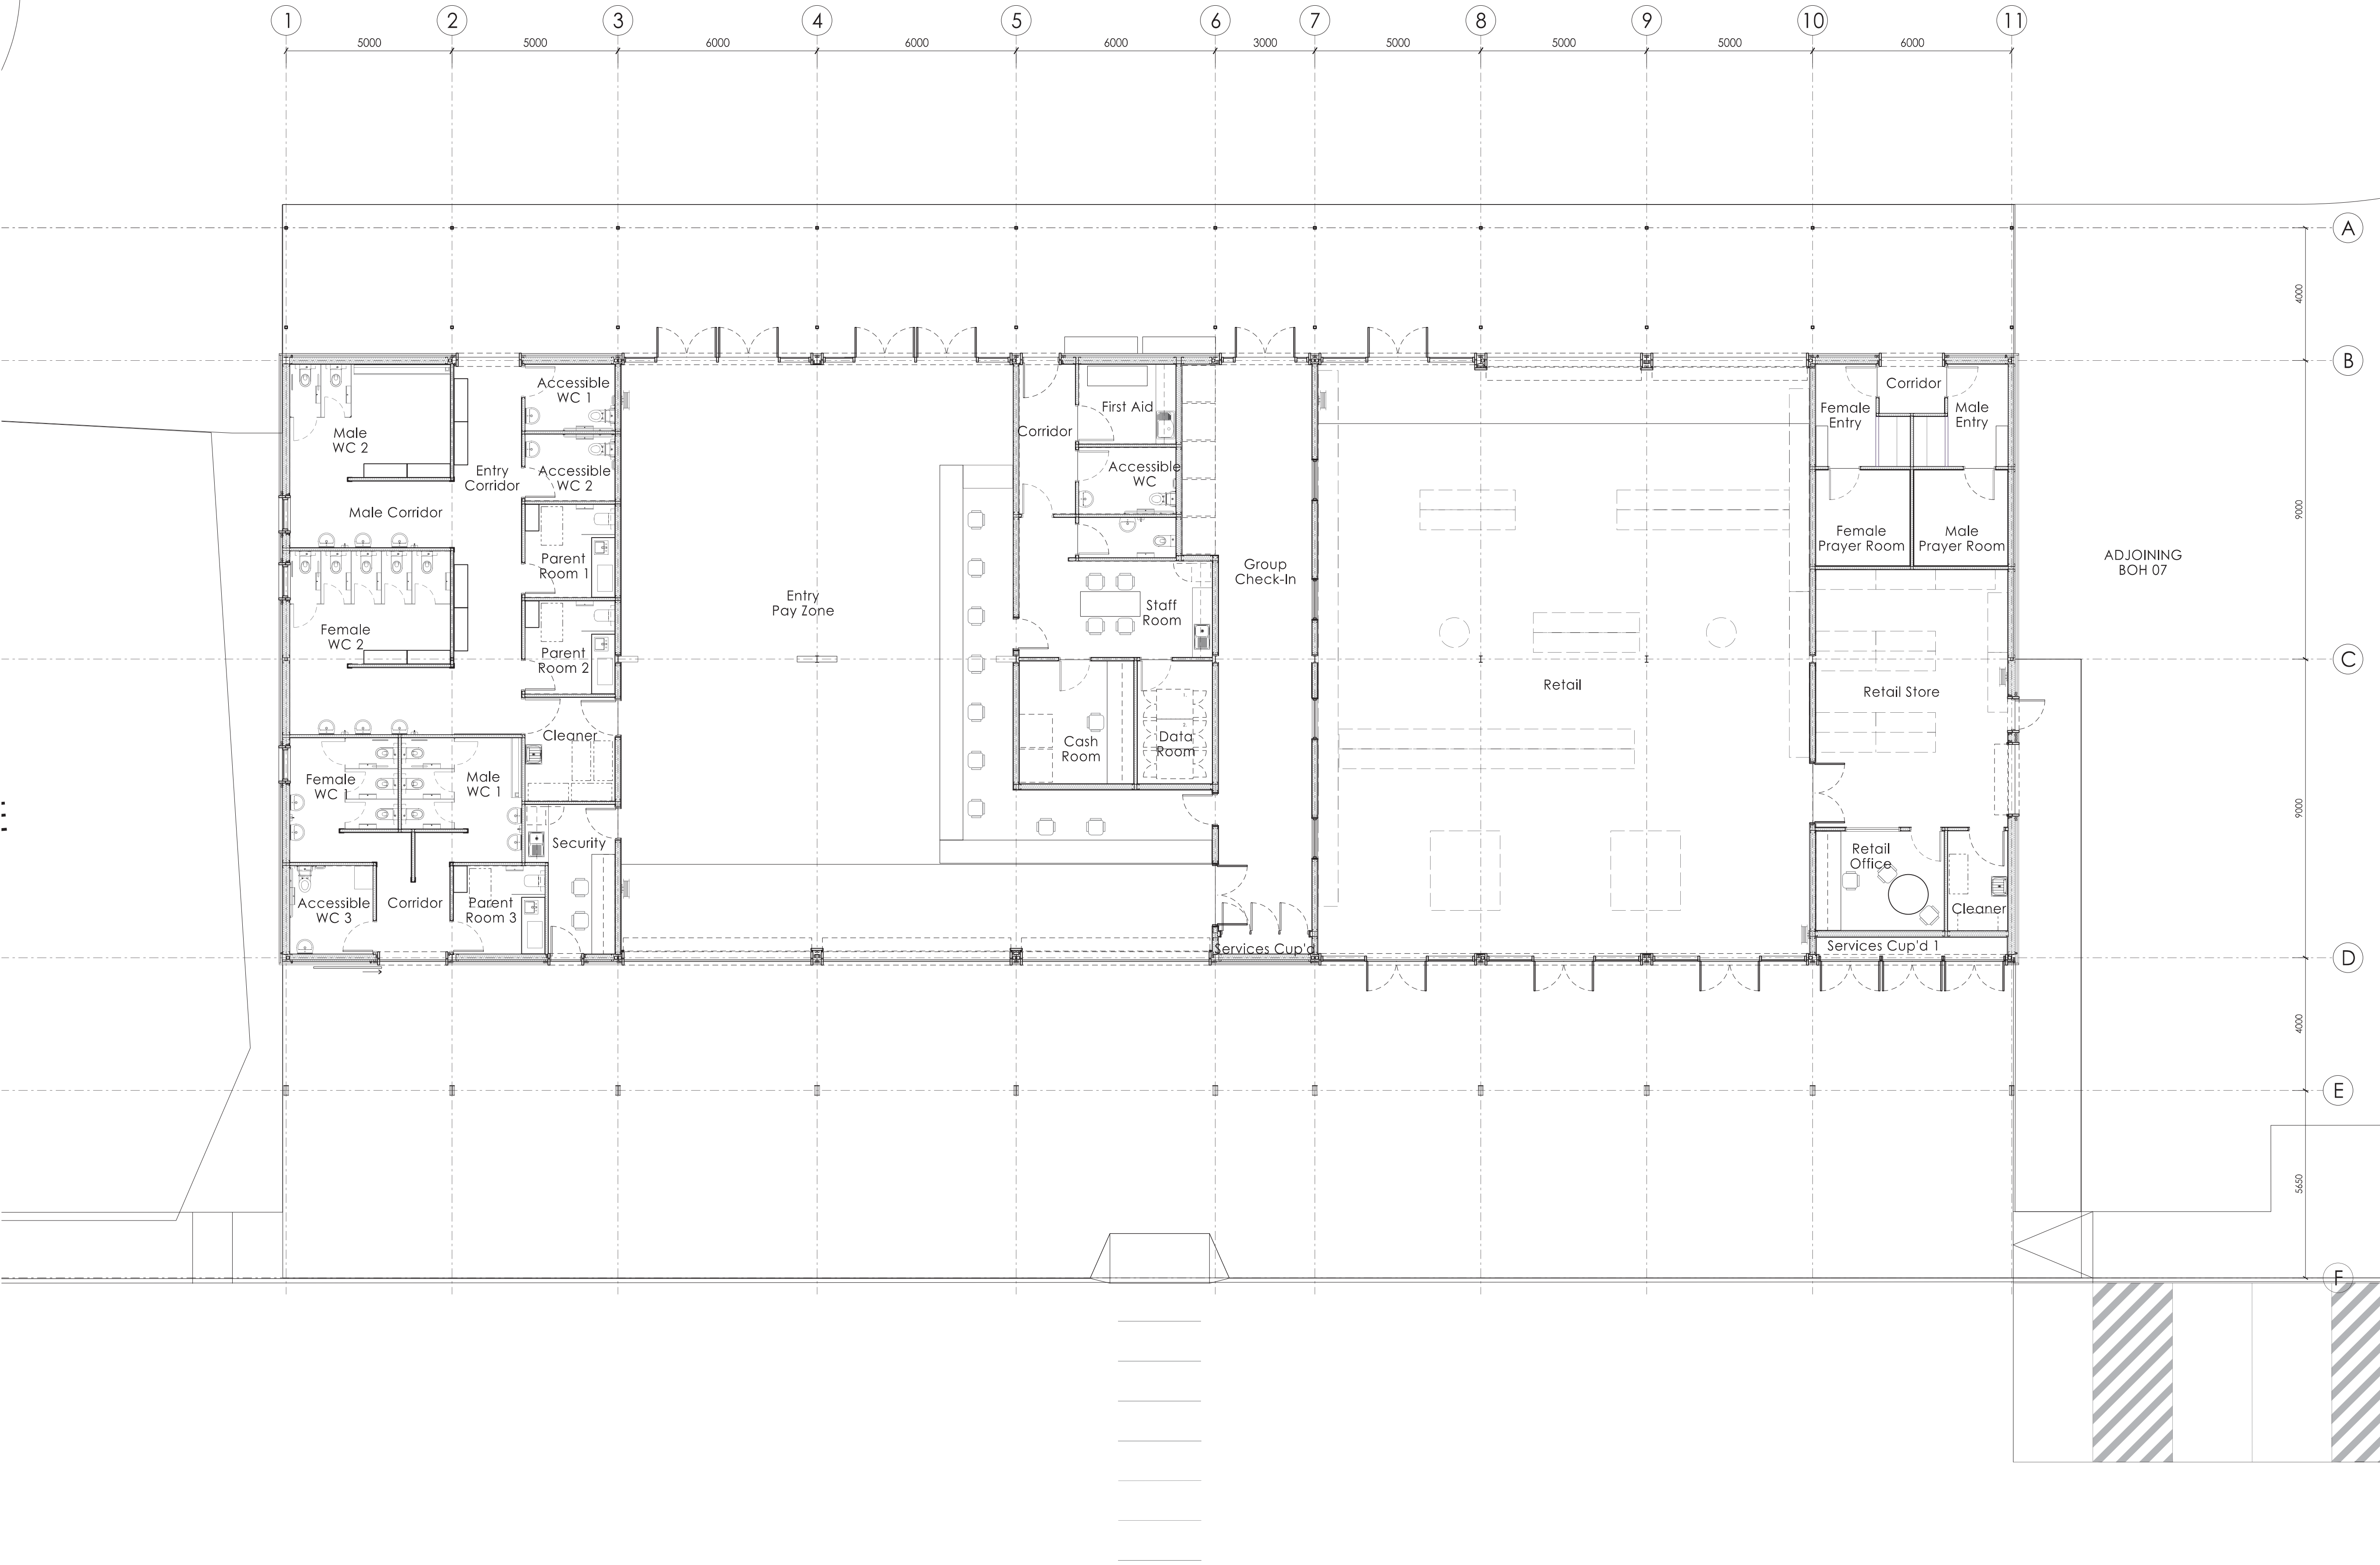 1 2 3 4 5 6 7 8 9 10 11
5000 5000 6000 6000 6000 3000 5000 5000 5000 6000
A
4000
B
Accessible
WC 1
Corridor
First Aid
Female
Entry
Male
Entry
Male
WC 2
Corridor
Entry
Corridor
Accessible
WC 2
Accessible
WC
Male Corridor
9000
Female
Prayer Room
Male
Prayer Room
ADJOINING
BOH 07
Parent
Room 1
Group
Check-In
Entry
Pay Zone
Staff
Room
Female
WC 2
Parent
Room 2
C
Retail
Retail Store
Cleaner
Cash
Room
Data
Room
Female
WC 1
Male
WC 1
9000
Security
Retail
Office
Accessible
WC 3
Corridor
Parent
Room 3
Cleaner
Services Cup'd
Services Cup'd 1
D
4000
E
5650
F